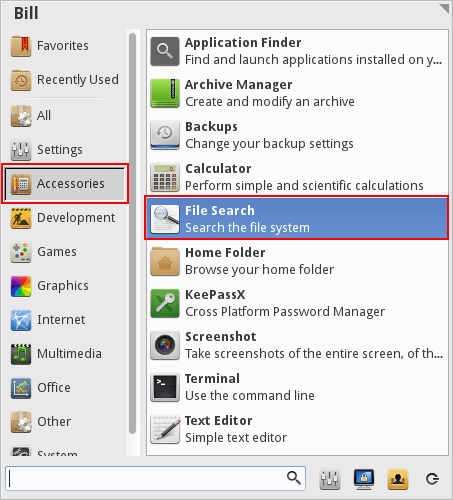 Bill
Favorites
Recently Used
All
Settings
Accessories
Development
Games
Graphics
Internet
Multimedia
Office
Other
System
Application Finder
Find and launch applications installed on y...
Archive Manager
Create and modify an archive
Backups
Change your backup settings
Calculator
Perform simple and scientific calculations
File Search
Search the file system
Home Folder
Browse your home folder
KeePassX
Cross Platform Password Manager
Screenshot
Take screenshots of the entire screen, of th...
Terminal
Use the command line
Text Editor
Simple text editor